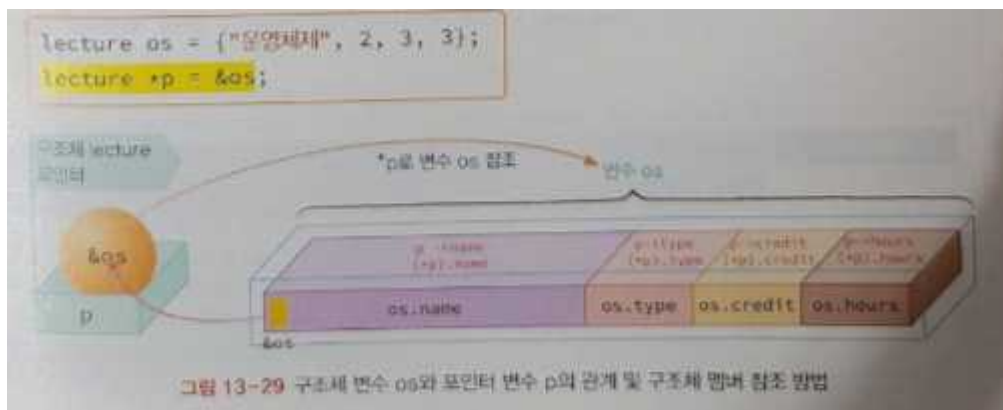 lecture os = {"운영체제", 2, 3, 3};
lecture *p = &os;
구조체 lecture
포인터
*p로 변수 os 참조
변수 os
&os
p
p->name
(*p).name
p->type
(*p).type
p->credit
(*p).credit
p->hours
(*p).hours
os.name
os.type
os.credit
os.hours
&os
그림 13-29 구조체 변수 os와 포인터 변수 p의 관계 및 구조체 멤버 참조 방법